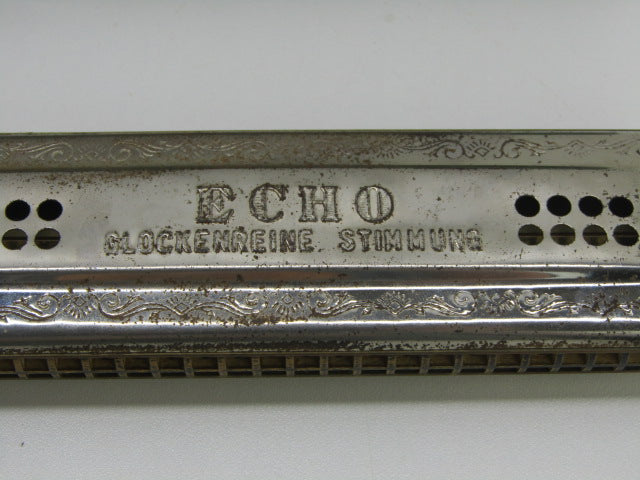 ECHO
GLOCKENREINE STIMMUNG